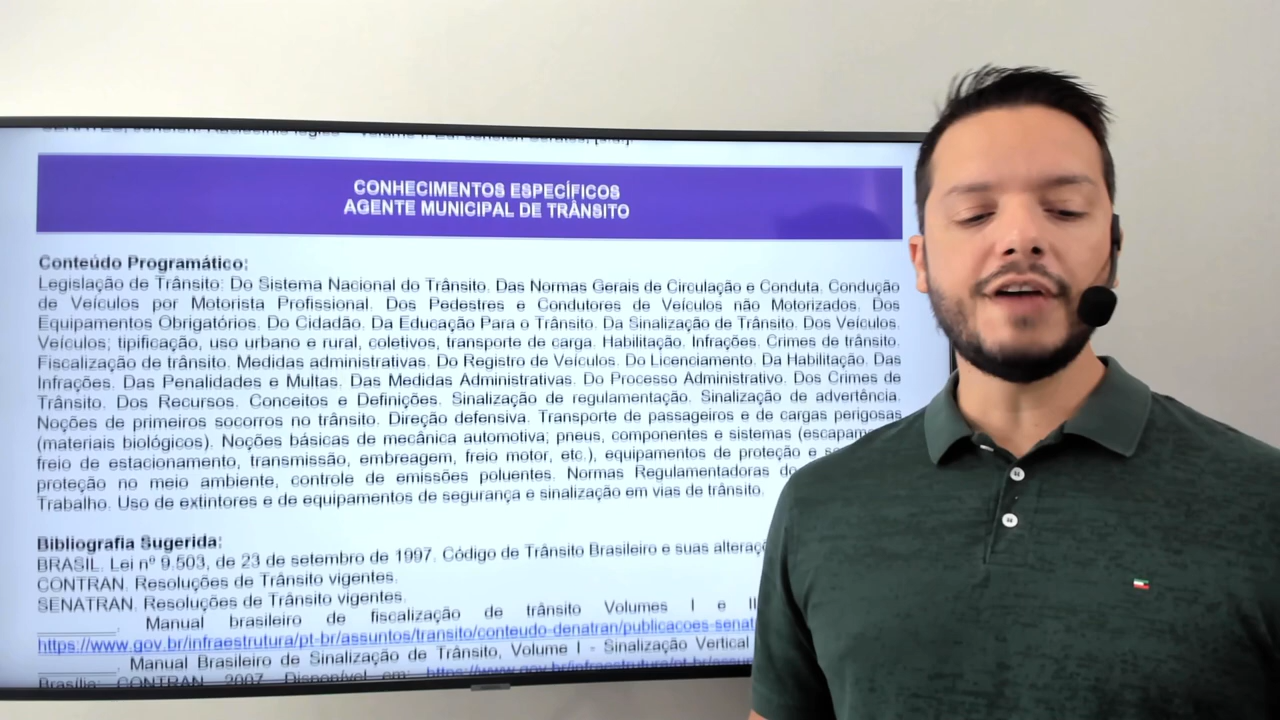 CONHECIMENTOS ESPECÍFICOS
AGENTE MUNICIPAL DE TRÂNSITO
Conteúdo Programático:
Legislação de Trânsito: Do Sistema Nacional do Trânsito. Das Normas Gerais de Circulação e Conduta. Condução
de Veículos por Motorista Profissional. Dos Pedestres e Condutores de Veículos não Motorizados. Dos
Equipamentos Obrigatórios. Do Cidadão. Da Educação Para o Trânsito. Da Sinalização de Trânsito. Dos Veículos.
Veículos; tipificação, uso urbano e rural, coletivos, transporte de carga. Habilitação. Infrações. Crimes de trânsito.
Fiscalização de trânsito. Medidas administrativas. Do Registro de Veículos. Do Licenciamento. Da Habilitação. Das
Infrações. Das Penalidades e Multas. Das Medidas Administrativas. Do Processo Administrativo. Dos Crimes de
Trânsito. Dos Recursos. Conceitos e Definições. Sinalização de regulamentação. Sinalização de advertência.
Noções de primeiros socorros no trânsito. Direção defensiva. Transporte de passageiros e de cargas perigosas
(materiais biológicos). Noções básicas de mecânica automotiva; pneus, componentes e sistemas
freio de estacionamento, transmissão, embreagem, freio motor, etc.), equipamentos de proteção e
proteção no meio ambiente, controle de emissões poluentes. Normas Regulamentadoras do
Trabalho. Uso de extintores e de equipamentos de segurança e sinalização em vias de trânsito.
Bibliografia Sugerida:
BRASIL. Lei nº 9.503, de 23 de setembro de 1997. Código de Trânsito Brasileiro e suas
CONTRAN. Resoluções de Trânsito vigentes.
SENATRAN. Resoluções de Trânsito vigentes.
________. Manual brasileiro de fiscalização de trânsito Volumes I e II
https://www.gov.br/infraestrutura/pt-br/assuntos/transito/conteudo-denatran/publicacoes-senat
________. Manual Brasileiro de Sinalização de Trânsito, Volume I - Sinalização Vertical
Brasília: CONTRAN, 2007. Disponível em: